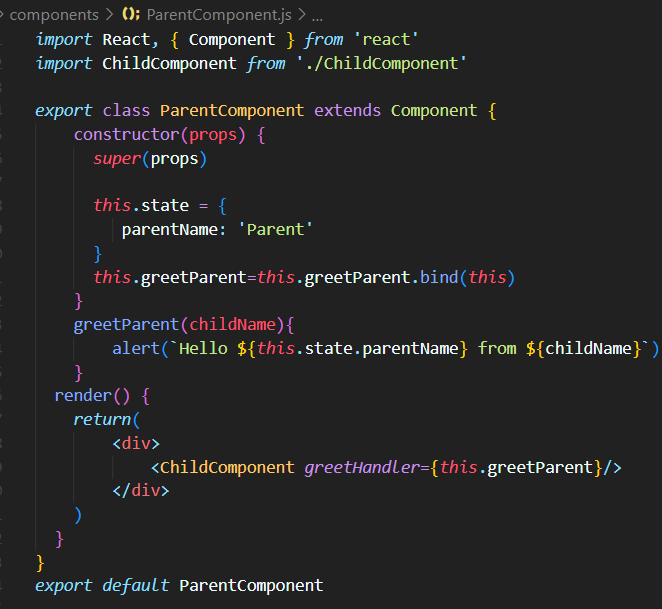 components > ParentComponent.js > ...
import React, { Component } from 'react'
import ChildComponent from './ChildComponent'
export class ParentComponent extends Component {
constructor(props) {
super(props)
this.state = {
parentName: 'Parent'
}
this.greetParent=this.greetParent.bind(this)
}
greetParent(childName){
alert(`Hello ${this.state.parentName} from ${childName}`)
}
render() {
return(
<div>
<ChildComponent greetHandler={this.greetParent}/>
</div>
)
}
}
export default ParentComponent